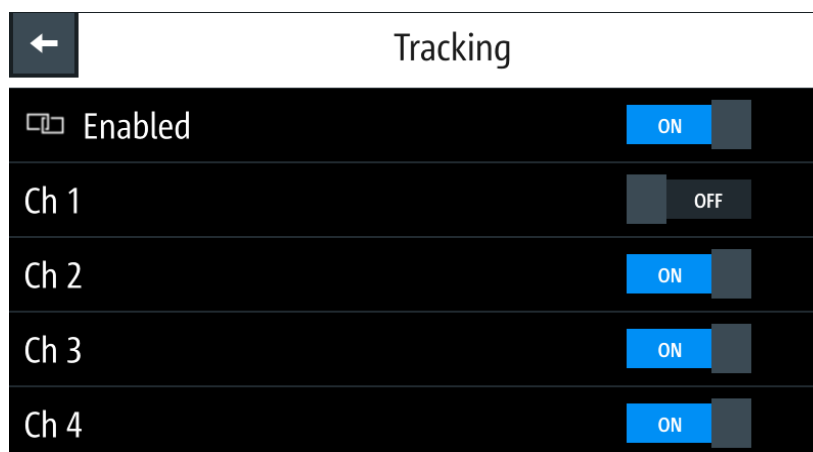 Tracking
Enabled ON
Ch 1 OFF
Ch 2 ON
Ch 3 ON
Ch 4 ON